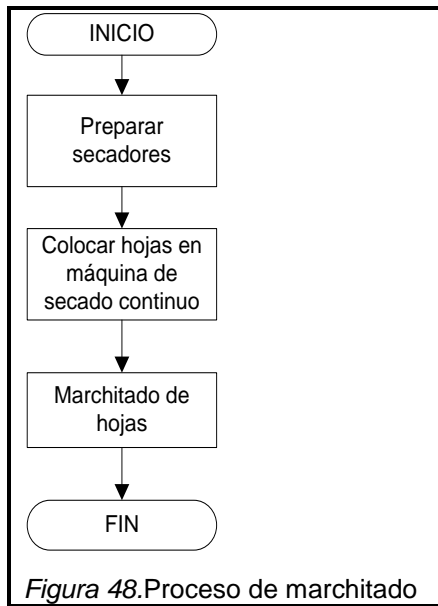 INICIO
Preparar
secadores
Colocar hojas en
máquina de
secado continuo
Marchitado de
hojas
FIN
Figura 48.Proceso de marchitado